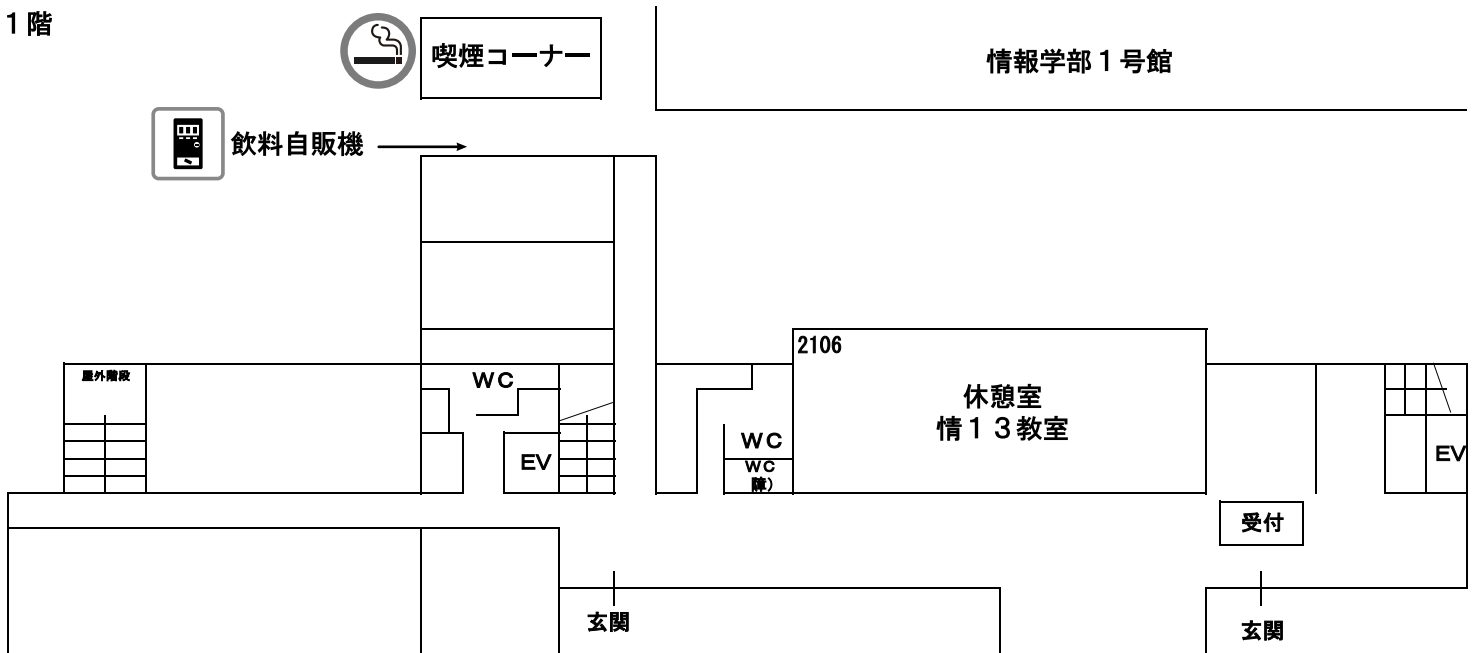 １階
喫煙コーナー
情報学部１号館
飲料自販機
2106
屋外階段
ＷＣ
休憩室
情１３教室
ＷＣ
ＥＶ
ＷＣ
障）
ＥＶ
受付
玄関
玄関